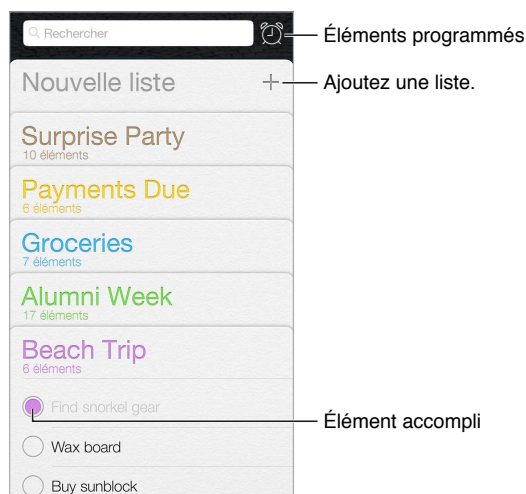 Rechercher
Éléments programmés
Nouvelle liste
Ajoutez une liste.
Surprise Party
10 éléments
Payments Due
6 éléments
Groceries
7 éléments
Alumni Week
17 éléments
Beach Trip
6 éléments
Find snorkel gear
Élément accompli
Wax board
Buy sunblock